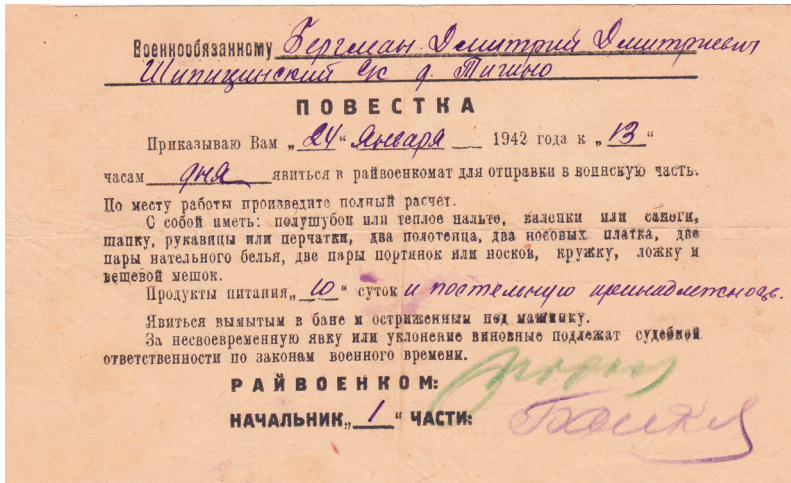 Военнообязанному Бергман Дмитрий Дмитриевич
Шипицинский с/с д. Тигино
ПОВЕСТКА
Приказываю Вам „24“ Января 1942 года к „13“
часам дня явиться в райвоенкомат для отправки в воинскую часть.
По месту работы произведите полный расчет.
С собой иметь: полушубок или теплое пальто, валенки или сапоги,
шапку, рукавицы или перчатки, два полотенца, два носовых платка, две
пары нательного белья, две пары портянок или носков, кружку, ложку и
вещевой мешок.
Продукты питания „10“ суток и постельную принадлежность.
Явиться вымытым в бане и остриженным под машинку.
За несвоевременную явку или уклонение виновные подлежат судебной
ответственности по законам военного времени.
РАЙВОЕНКОМ:
НАЧАЛЬНИК „1“ ЧАСТИ: